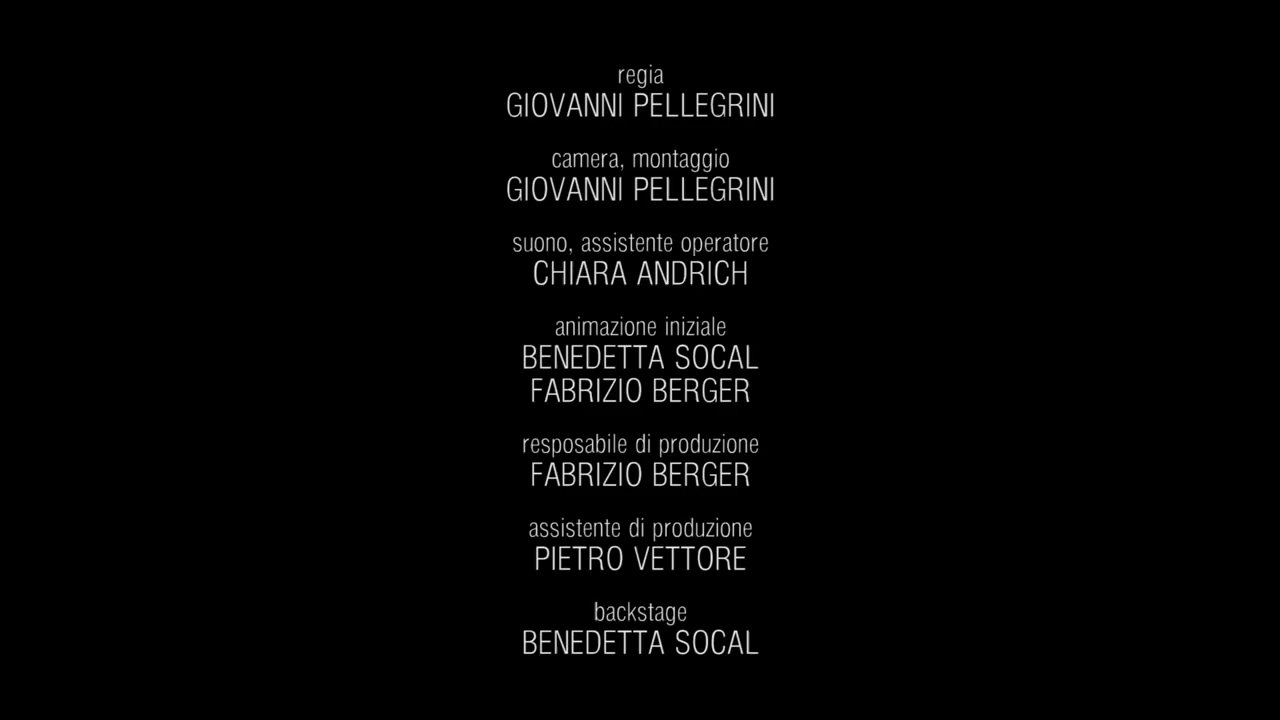 regia
GIOVANNI PELLEGRINI
camera, montaggio
GIOVANNI PELLEGRINI
suono, assistente operatore
CHIARA ANDRICH
animazione iniziale
BENEDETTA SOCAL
FABRIZIO BERGER
resposabile di produzione
FABRIZIO BERGER
assistente di produzione
PIETRO VETTORE
backstage
BENEDETTA SOCAL